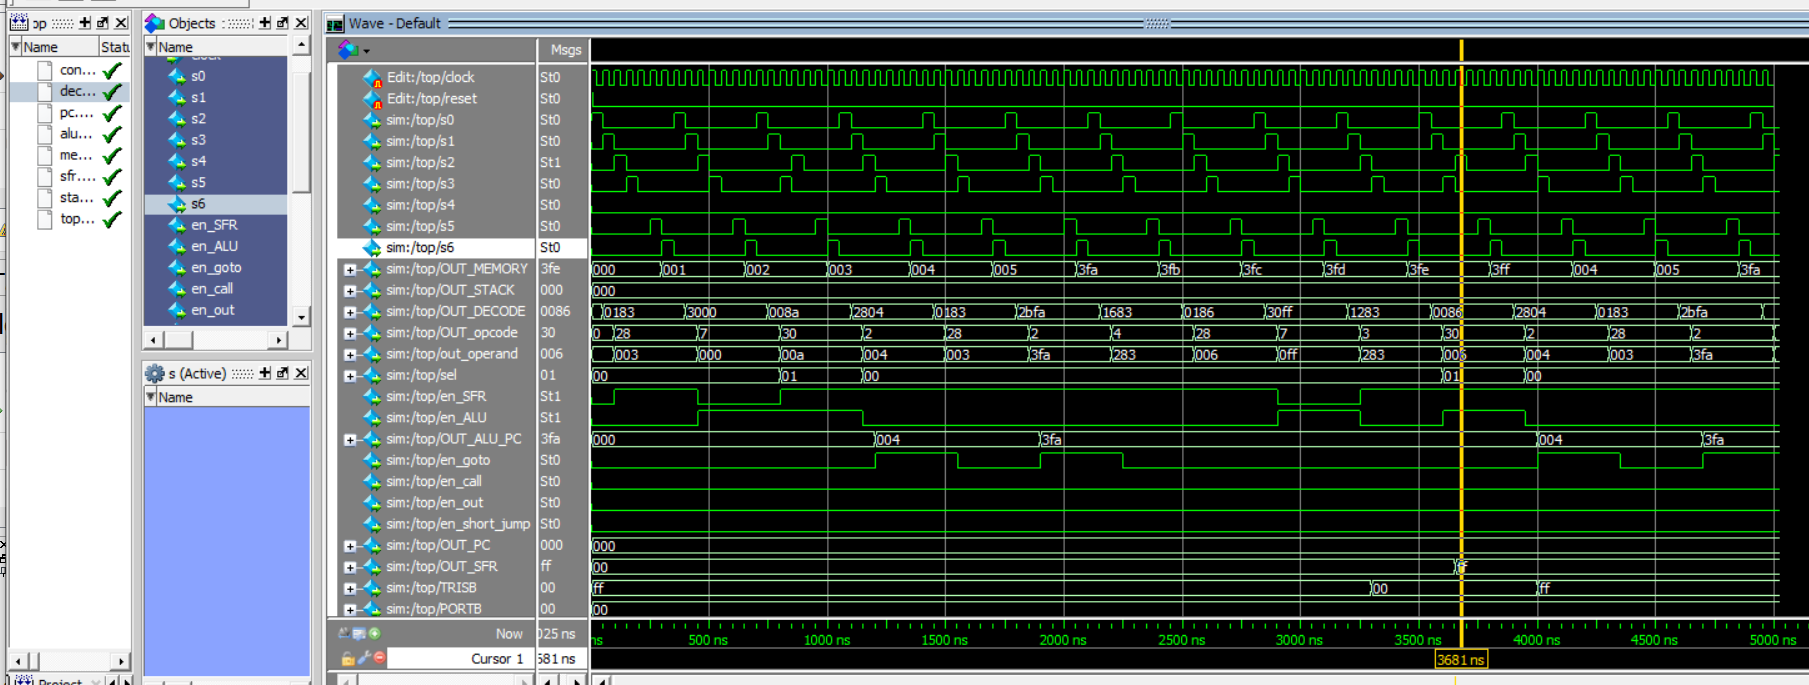 op
Name Statu
con...
dec...
pc....
alu...
me...
sfr....
sta...
top...
Objects
Name
s0
s1
s2
s3
s4
s5
s6
en_SFR
en_ALU
en_goto
en_call
en_out
s (Active)
Name
Project
Wave - Default
Msgs
Edit:/top/clock St0
Edit:/top/reset St0
sim:/top/s0 St0
sim:/top/s1 St0
sim:/top/s2 St1
sim:/top/s3 St0
sim:/top/s4 St0
sim:/top/s5 St0
sim:/top/s6 St0
sim:/top/OUT_MEMORY 3fe 000 001 002 003 004 005 3fa 3fb 3fc 3fd 3fe 3ff 004 005 3fa
sim:/top/OUT_STACK 000 000
sim:/top/OUT_DECODE 0086 0183 3000 008a 2804 0183 2bfa 1683 0186 30ff 1283 0086 2804 0183 2bfa
sim:/top/OUT_opcode 30 0 28 7 30 2 28 2 4 28 7 3 30 2 28 2
sim:/top/out_operand 006 003 000 00a 004 003 3fa 283 006 0ff 283 006 004 003 3fa
sim:/top/sel 01 00 01 00 01 00
sim:/top/en_SFR St1
sim:/top/en_ALU St1
sim:/top/OUT_ALU_PC 3fa 000 004 3fa 004 3fa
sim:/top/en_goto St0
sim:/top/en_call St0
sim:/top/en_out St0
sim:/top/en_short_jump St0
sim:/top/OUT_PC 000 000
sim:/top/OUT_SFR ff 00 ff
sim:/top/TRISB 00 ff 00 ff
sim:/top/PORTB 00 00
Now 025 ns ns 500 ns 1000 ns 1500 ns 2000 ns 2500 ns 3000 ns 3500 ns 4000 ns 4500 ns 5000 ns
Cursor 1 681 ns 3681 ns